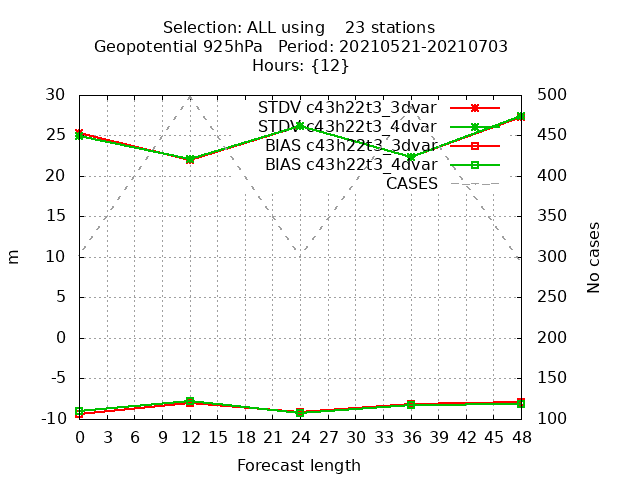 Selection: ALL using    23 stations
Geopotential 925hPa   Period: 20210521-20210703
Hours: {12}
STDV c43h22t3_3dvar
STDV c43h22t3_4dvar
BIAS c43h22t3_3dvar
BIAS c43h22t3_4dvar
CASES
30
25
20
15
10
5
0
-5
-10
m
500
450
400
350
300
250
200
150
100
No cases
0 3 6 9 12 15 18 21 24 27 30 33 36 39 42 45 48
Forecast length